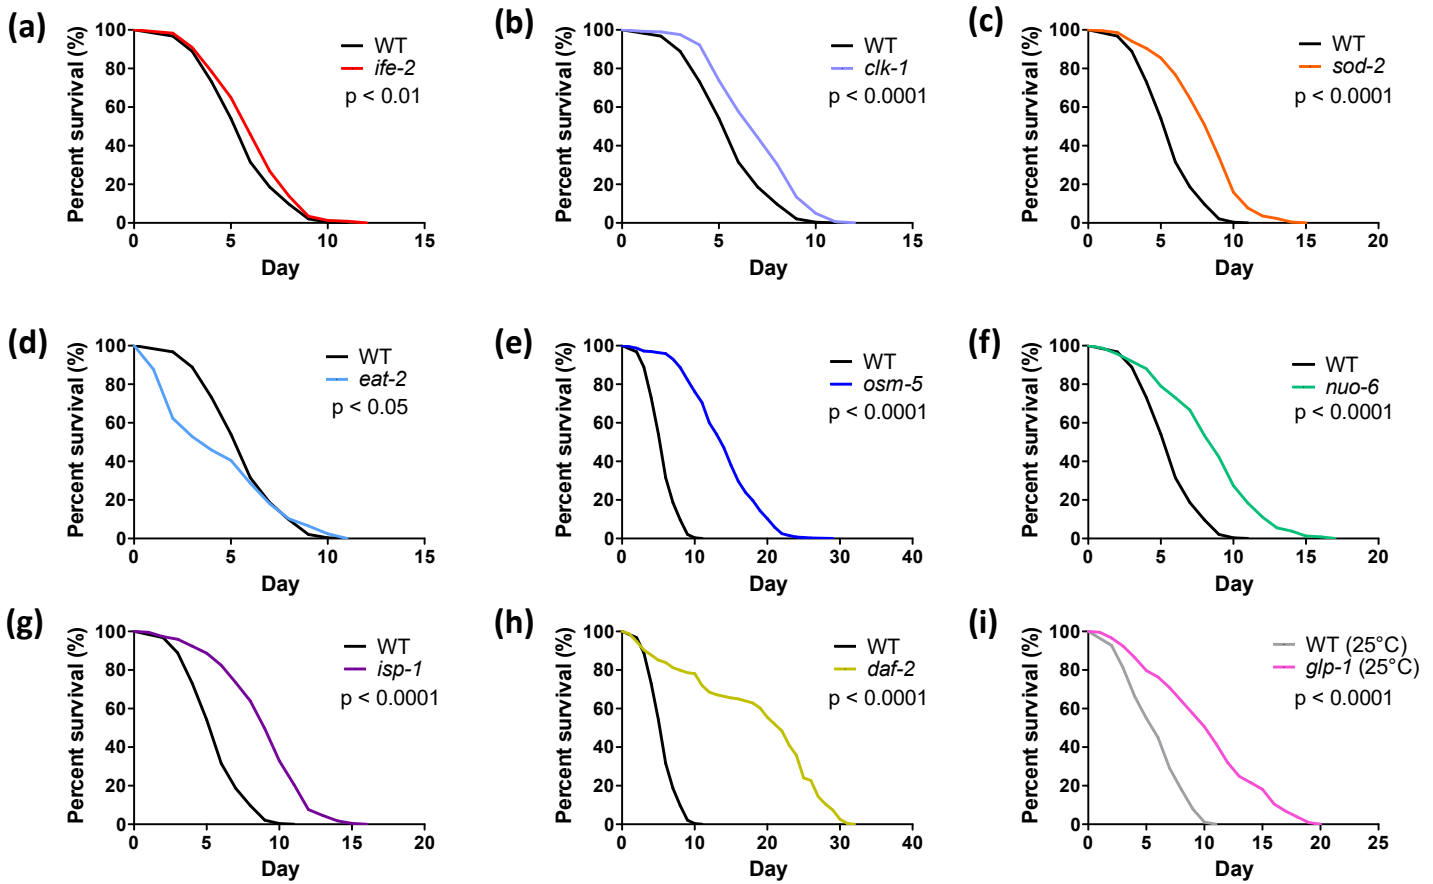 (a)
Percent survival (%)
100
80
60
40
20
0
0 5 10 15
Day
WT
ife-2
p < 0.01
(b)
Percent survival (%)
100
80
60
40
20
0
0 5 10 15
Day
WT
clk-1
p < 0.0001
(c)
Percent survival (%)
100
80
60
40
20
0
0 5 10 15 20
Day
WT
sod-2
p < 0.0001
(d)
Percent survival (%)
100
80
60
40
20
0
0 5 10 15
Day
WT
eat-2
p < 0.05
(e)
Percent survival (%)
100
80
60
40
20
0
0 10 20 30 40
Day
WT
osm-5
p < 0.0001
(f)
Percent survival (%)
100
80
60
40
20
0
0 5 10 15 20
Day
WT
nuo-6
p < 0.0001
(g)
Percent survival (%)
100
80
60
40
20
0
0 5 10 15 20
Day
WT
isp-1
p < 0.0001
(h)
Percent survival (%)
100
80
60
40
20
0
0 10 20 30 40
Day
WT
daf-2
p < 0.0001
(i)
Percent survival (%)
100
80
60
40
20
0
0 5 10 15 20 25
Day
WT (25°C)
glp-1 (25°C)
p < 0.0001